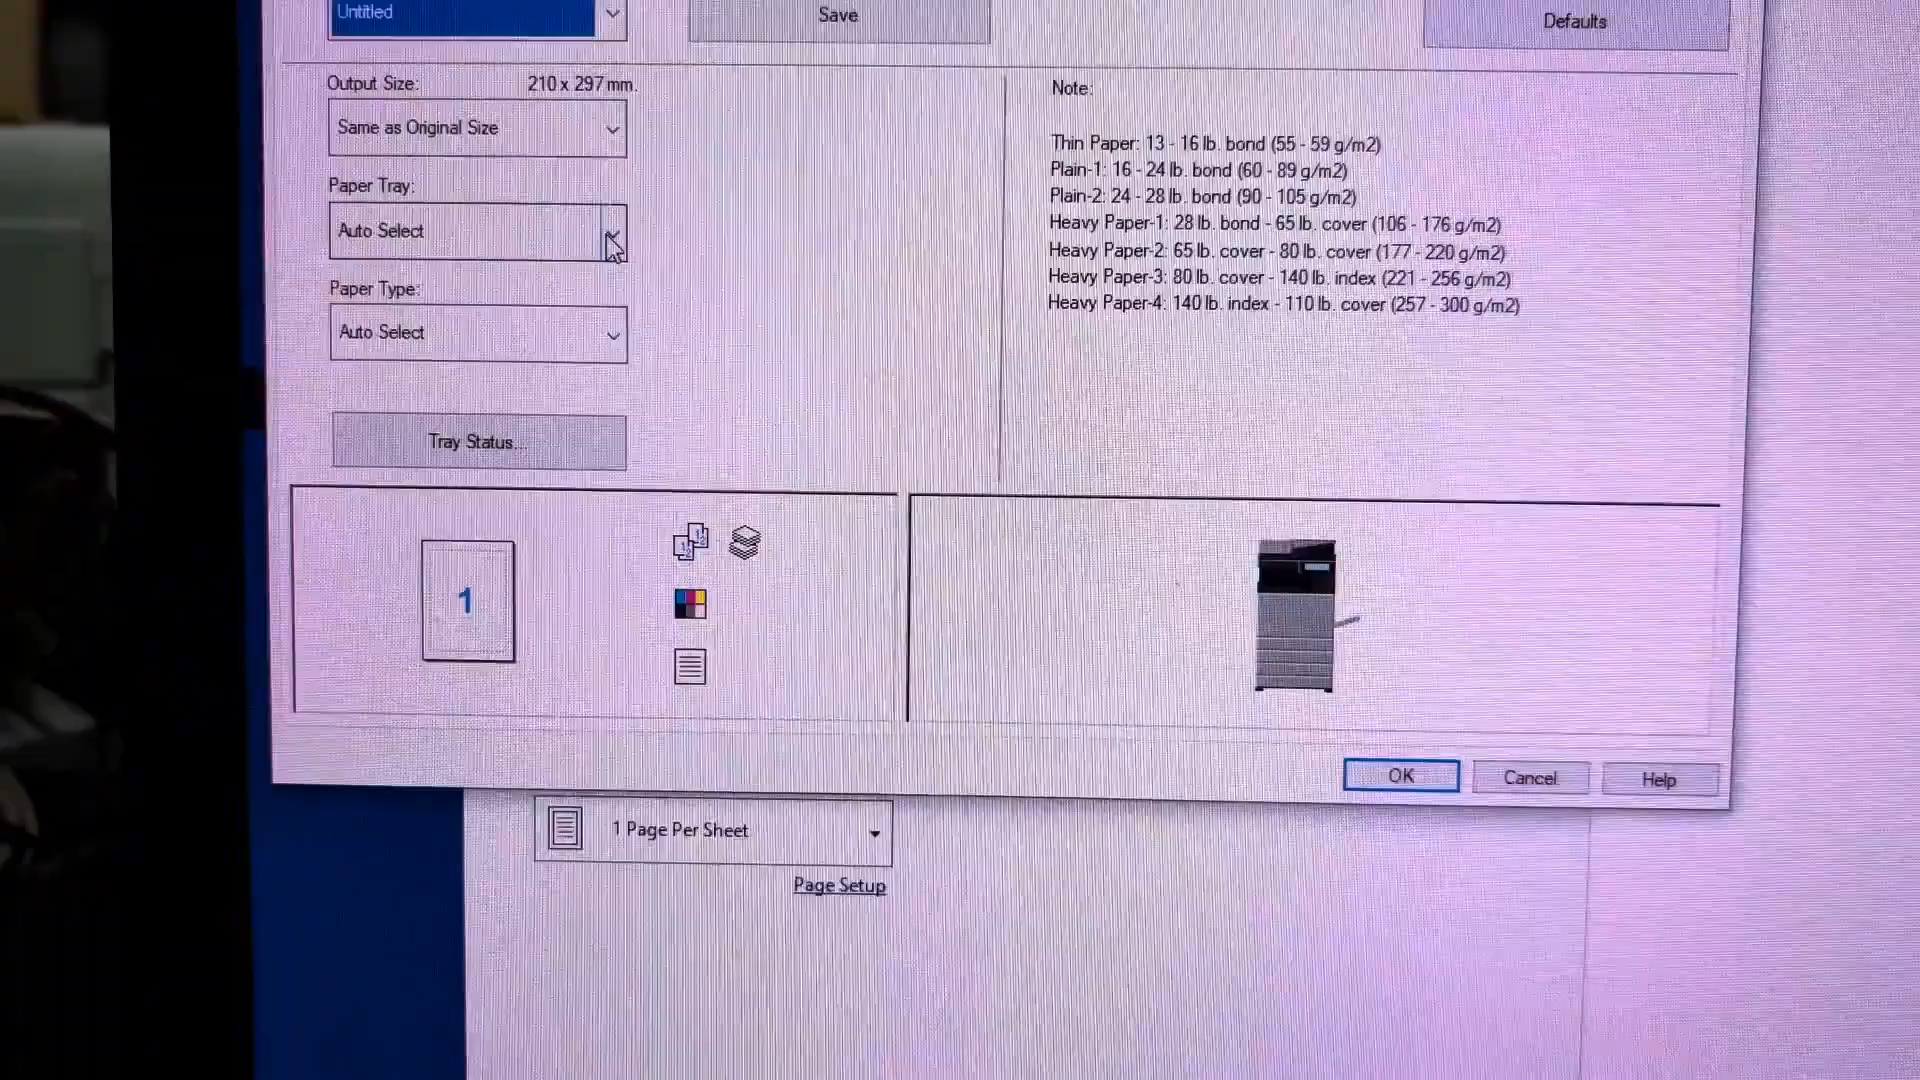 Untitled
Save
Defaults
Output Size: 210 x 297 mm.
Same as Original Size
Paper Tray:
Auto Select
Paper Type:
Auto Select
Tray Status...
Note:
Thin Paper: 13 - 16 lb. bond (55 - 59 g/m2)
Plain-1: 16 - 24 lb. bond (60 - 89 g/m2)
Plain-2: 24 - 28 lb. bond (90 - 105 g/m2)
Heavy Paper-1: 28 lb. bond - 65 lb. cover (106 - 176 g/m2)
Heavy Paper-2: 65 lb. cover - 80 lb. cover (177 - 220 g/m2)
Heavy Paper-3: 80 lb. cover - 140 lb. index (221 - 256 g/m2)
Heavy Paper-4: 140 lb. index - 110 lb. cover (257 - 300 g/m2)
1
OK
Cancel
Help
1 Page Per Sheet
Page Setup